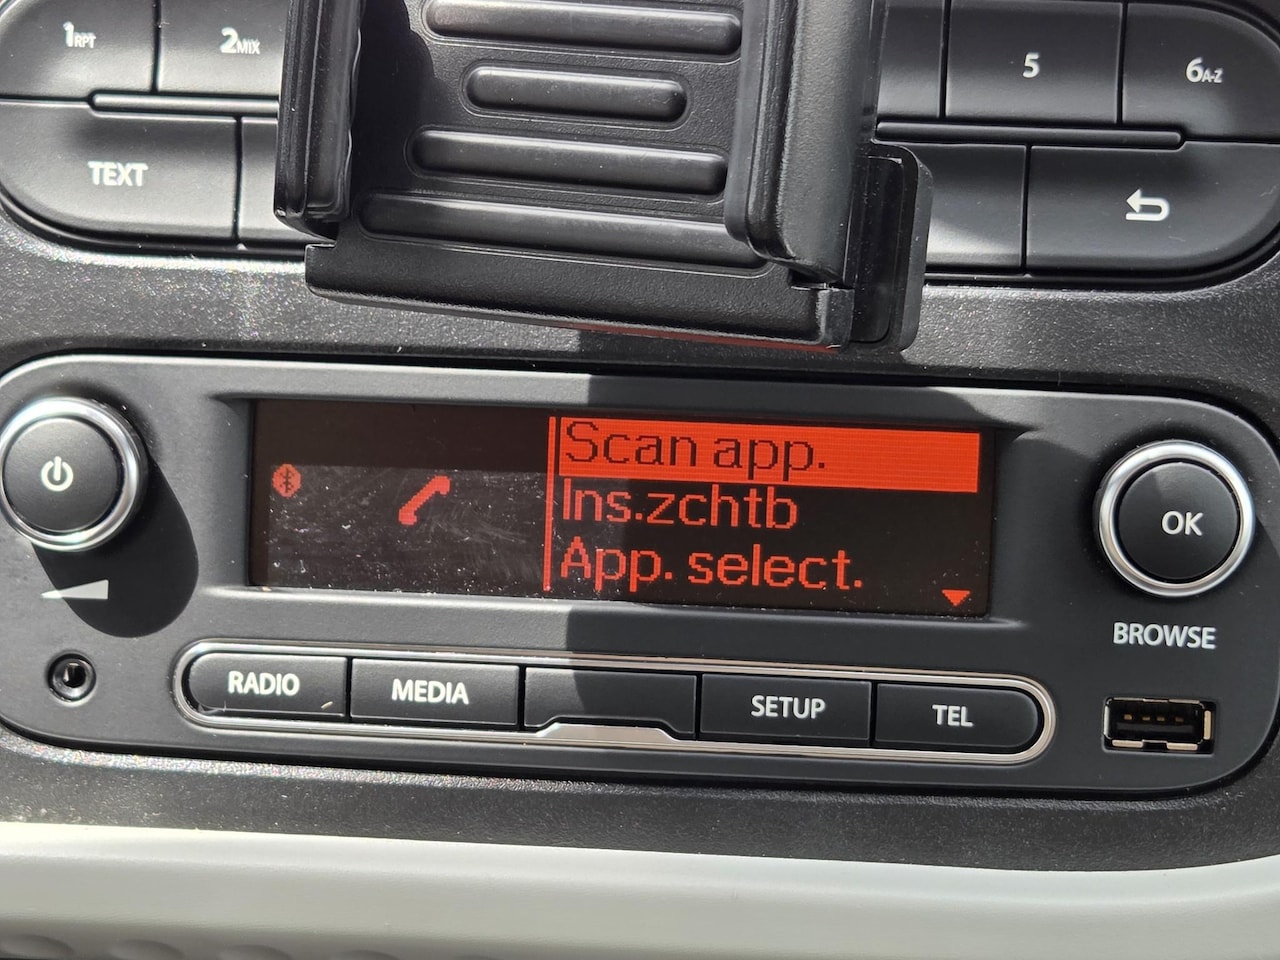 1RPT
2MIX
5
6A-Z
TEXT
Scan app.
Ins.zchtb
App. select.
OK
BROWSE
RADIO
MEDIA
SETUP
TEL